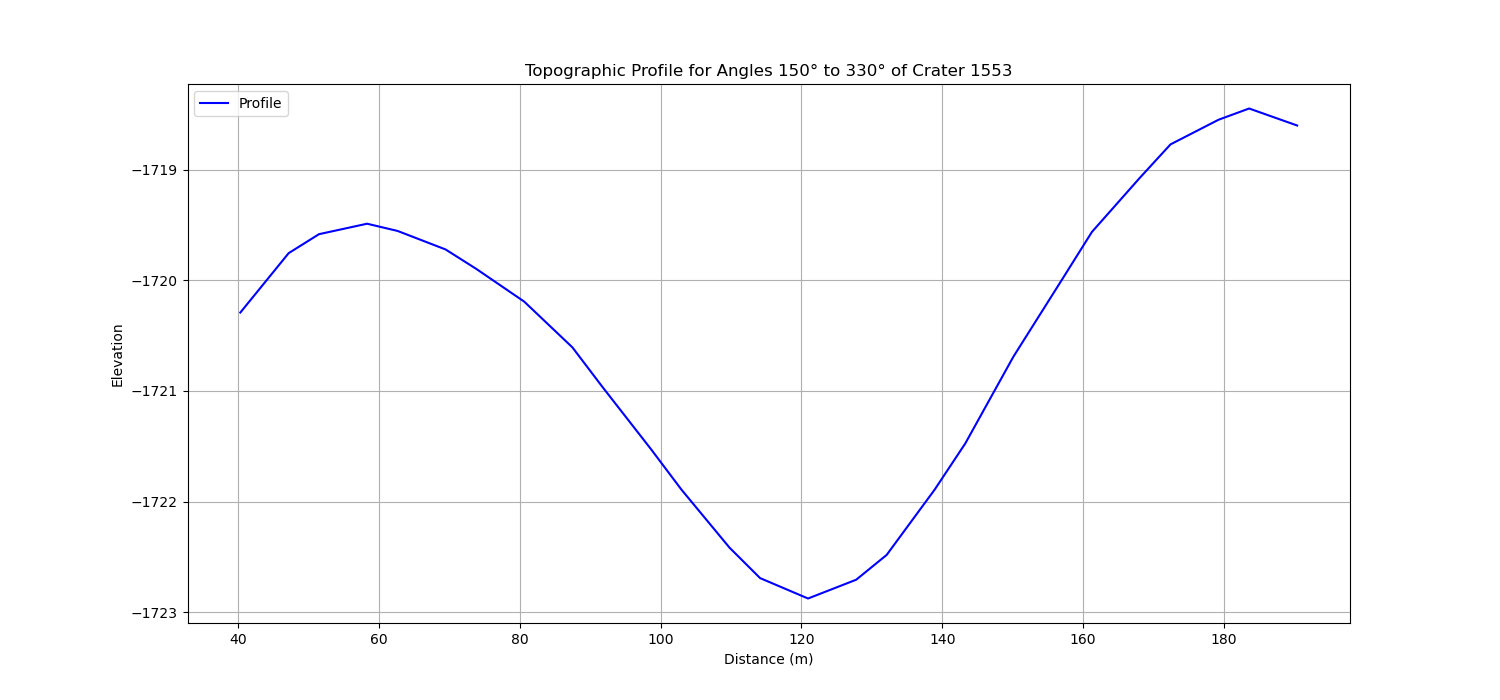 Topographic Profile for Angles 150° to 330° of Crater 1553
Profile
−1719
−1720
−1721
−1722
−1723
Elevation
40 60 80 100 120 140 160 180
Distance (m)